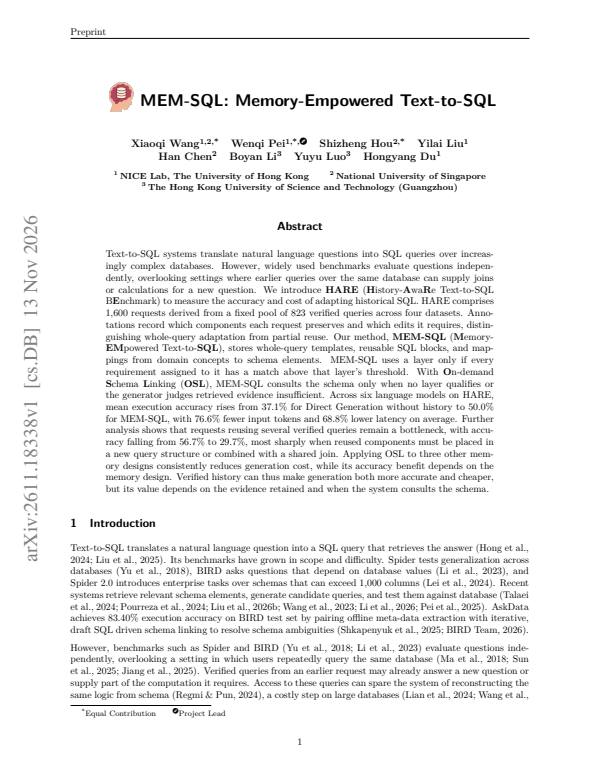 Preprint
MEM-SQL: Memory-Empowered Text-to-SQL
Xiaoqi Wang1,2,* Wenqi Pei1,*, Shizheng Hou2,* Yilai Liu1
Han Chen2 Boyan Li3 Yuyu Luo3 Hongyang Du1
1 NICE Lab, The University of Hong Kong 2 National University of Singapore
3 The Hong Kong University of Science and Technology (Guangzhou)
Abstract
Text-to-SQL systems translate natural language questions into SQL queries over increas-
ingly complex databases. However, widely used benchmarks evaluate questions indepen-
dently, overlooking settings where earlier queries over the same database can supply joins
or calculations for a new question. We introduce HARE (History-AwaRe Text-to-SQL
BEnchmark) to measure the accuracy and cost of adapting historical SQL. HARE comprises
1,600 requests derived from a fixed pool of 823 verified queries across four datasets. Anno-
tations record which components each request preserves and which edits it requires, distin-
guishing whole-query adaptation from partial reuse. Our method, MEM-SQL (Memory-
EMpowered Text-to-SQL), stores whole-query templates, reusable SQL blocks, and map-
pings from domain concepts to schema elements. MEM-SQL uses a layer only if every
requirement assigned to it has a match above that layer's threshold. With On-demand
Schema Linking (OSL), MEM-SQL consults the schema only when no layer qualifies or
the generator judges retrieved evidence insufficient. Across six language models on HARE,
mean execution accuracy rises from 37.1% for Direct Generation without history to 50.0%
for MEM-SQL, with 76.6% fewer input tokens and 68.8% lower latency on average. Further
analysis shows that requests reusing several verified queries remain a bottleneck, with accu-
racy falling from 56.7% to 29.7%, most sharply when reused components must be placed in
a new query structure or combined with a shared join. Applying OSL to three other mem-
ory designs consistently reduces generation cost, while its accuracy benefit depends on the
memory design. Verified history can thus make generation both more accurate and cheaper,
but its value depends on the evidence retained and when the system consults the schema.
1 Introduction
Text-to-SQL translates a natural language question into a SQL query that retrieves the answer (Hong et al.,
2024; Liu et al., 2025). Its benchmarks have grown in scope and difficulty. Spider tests generalization across
databases (Yu et al., 2018), BIRD asks questions that depend on database values (Li et al., 2023), and
Spider 2.0 introduces enterprise tasks over schemas that can exceed 1,000 columns (Lei et al., 2024). Recent
systems retrieve relevant schema elements, generate candidate queries, and test them against database (Talaei
et al., 2024; Pourreza et al., 2024; Liu et al., 2026b; Wang et al., 2023; Li et al., 2026; Pei et al., 2025). AskData
achieves 83.40% execution accuracy on BIRD test set by pairing offline meta-data extraction with iterative,
draft SQL driven schema linking to resolve schema ambiguities (Shkapenyuk et al., 2025; BIRD Team, 2026).
However, benchmarks such as Spider and BIRD (Yu et al., 2018; Li et al., 2023) evaluate questions inde-
pendently, overlooking a setting in which users repeatedly query the same database (Ma et al., 2018; Sun
et al., 2025; Jiang et al., 2025). Verified queries from an earlier request may already answer a new question or
supply part of the computation it requires. Access to these queries can spare the system of reconstructing the
same logic from schema (Regmi & Pun, 2024), a costly step on large databases (Lian et al., 2024; Wang et al.,
*Equal Contribution Project Lead
1
arXiv:2611.18338v1 [cs.DB] 13 Nov 2026